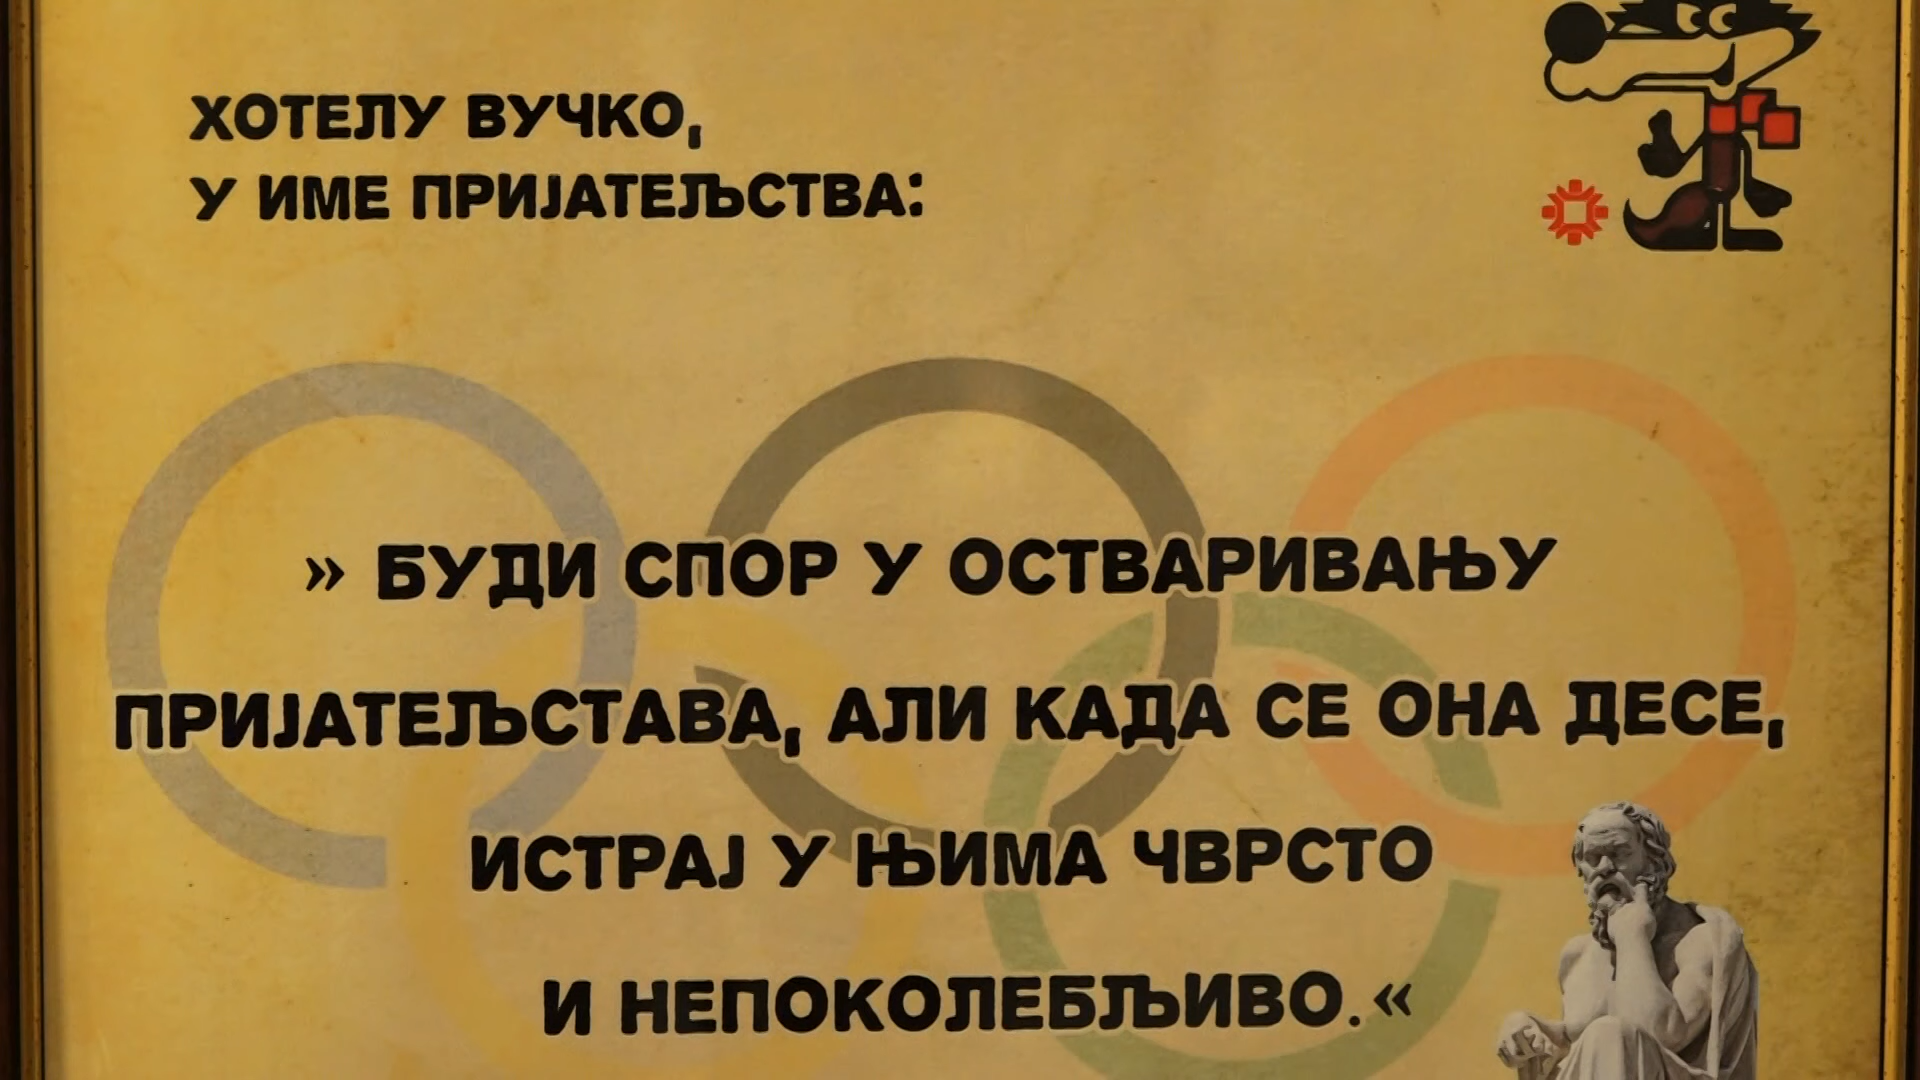 ХОТЕЛУ ВУЧКО,
У ИМЕ ПРИЈАТЕЉСТВА:
» БУДИ СПОР У ОСТВАРИВАЊУ
ПРИЈАТЕЉСТАВА, АЛИ КАДА СЕ ОНА ДЕСЕ,
ИСТРАЈ У ЊИМА ЧВРСТО
И НЕПОКОЛЕБЉИВО. «